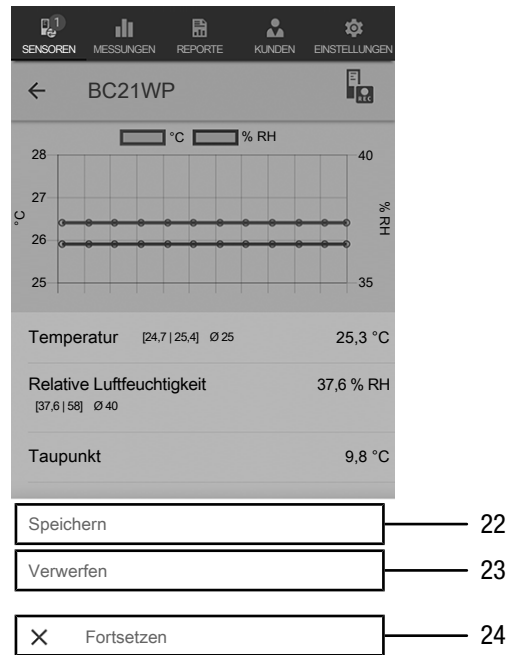 1
SENSOREN MESSUNGEN REPORTE KUNDEN EINSTELLUNGEN
← BC21WP
REC
°C % RH
28 40
27
°C % RH
26
25 35
Temperatur [24,7 | 25,4] Ø 25 25,3 °C
Relative Luftfeuchtigkeit 37,6 % RH
[37,6 | 58] Ø 40
Taupunkt 9,8 °C
Speichern 22
Verwerfen 23
Fortsetzen 24